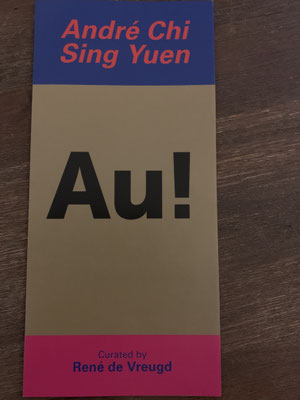 André Chi
Sing Yuen
Au!
Curated by
René de Vreugd